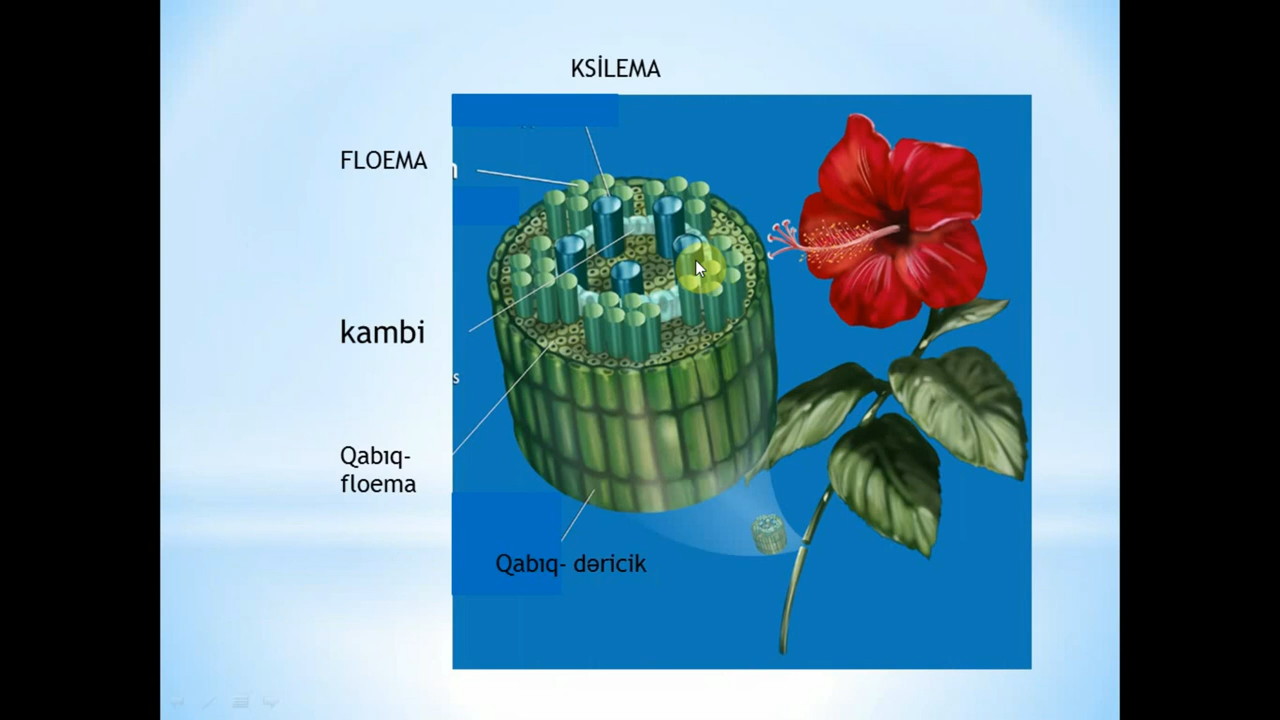 KSİLEMA
FLOEMA
kambi
s
Qabıq-
floema
Qabıq- dəricik